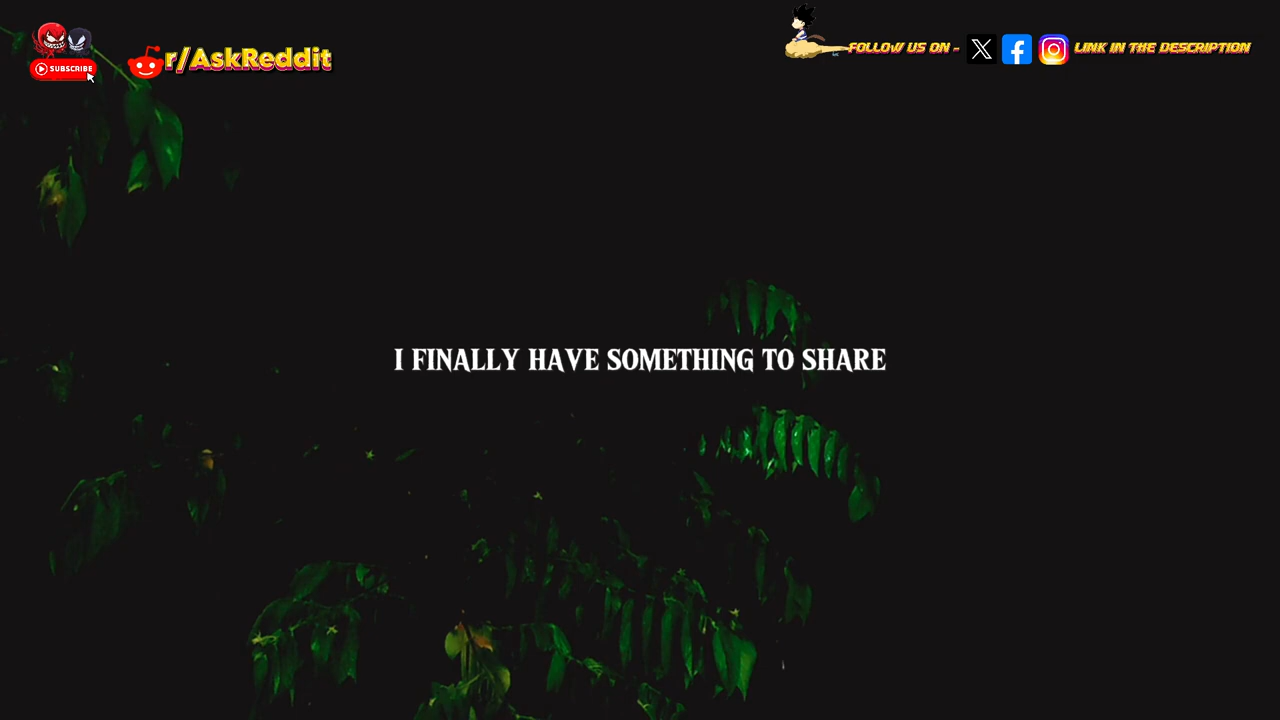 SUBSCRIBE
r/AskReddit
FOLLOW US ON -
LINK IN THE DESCRIPTION
I FINALLY HAVE SOMETHING TO SHARE